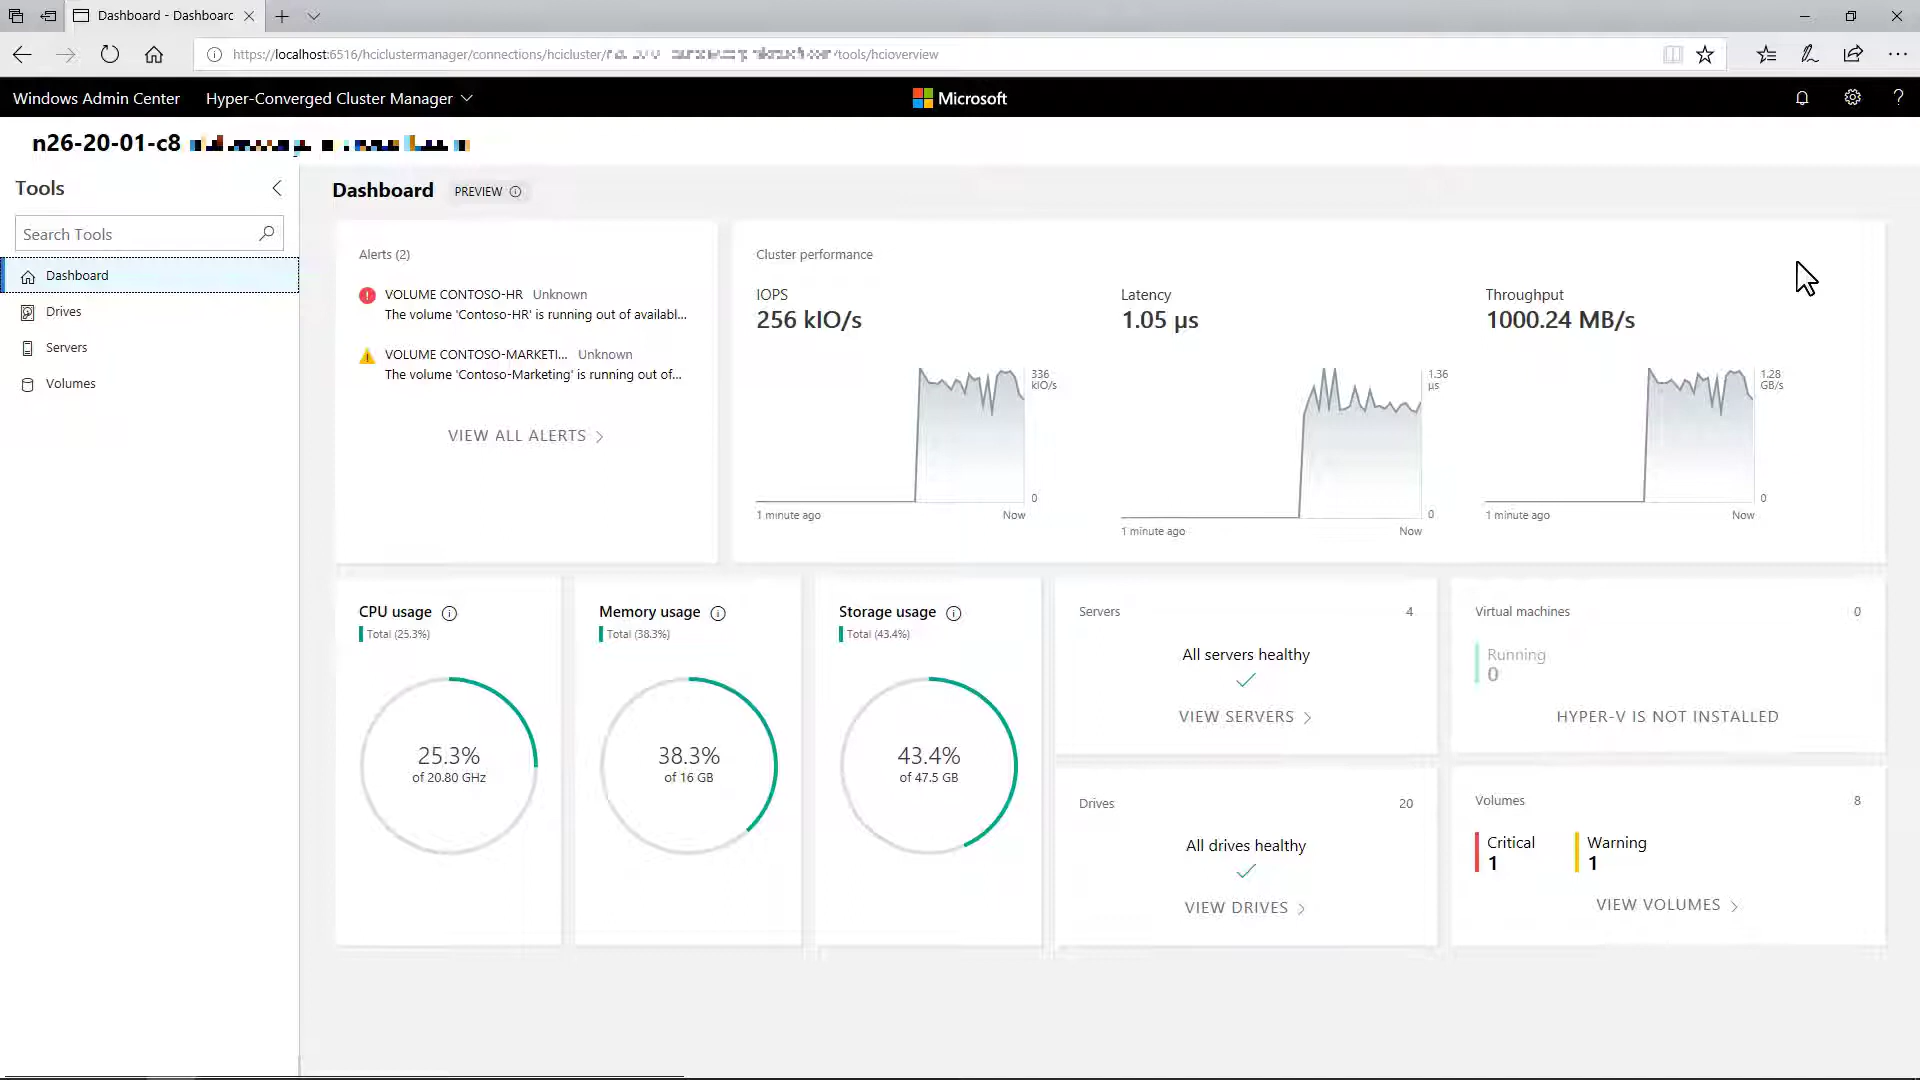 Dashboard - Dashboard
https://localhost:6516/hciclustermanager/connections/hcicluster/
/tools/hcioverview
Windows Admin Center
Hyper-Converged Cluster Manager
Microsoft
?
n26-20-01-c8
Tools
Search Tools
Dashboard
Drives
Servers
Volumes
Dashboard
PREVIEW
Alerts (2)
VOLUME CONTOSO-HR Unknown
The volume 'Contoso-HR' is running out of availabl...
VOLUME CONTOSO-MARKETI... Unknown
The volume 'Contoso-Marketing' is running out of...
VIEW ALL ALERTS
Cluster performance
IOPS
256 kIO/s
336
kIO/s
0
1 minute ago
Now
Latency
1.05 µs
1.36
µs
0
1 minute ago
Now
Throughput
1000.24 MB/s
1.28
GB/s
0
1 minute ago
Now
CPU usage
Total (25.3%)
25.3%
of 20.80 GHz
Memory usage
Total (38.3%)
38.3%
of 16 GB
Storage usage
Total (43.4%)
43.4%
of 47.5 GB
Servers 4
All servers healthy
VIEW SERVERS
Virtual machines 0
Running
0
HYPER-V IS NOT INSTALLED
Drives 20
All drives healthy
VIEW DRIVES
Volumes 8
Critical
1
Warning
1
VIEW VOLUMES